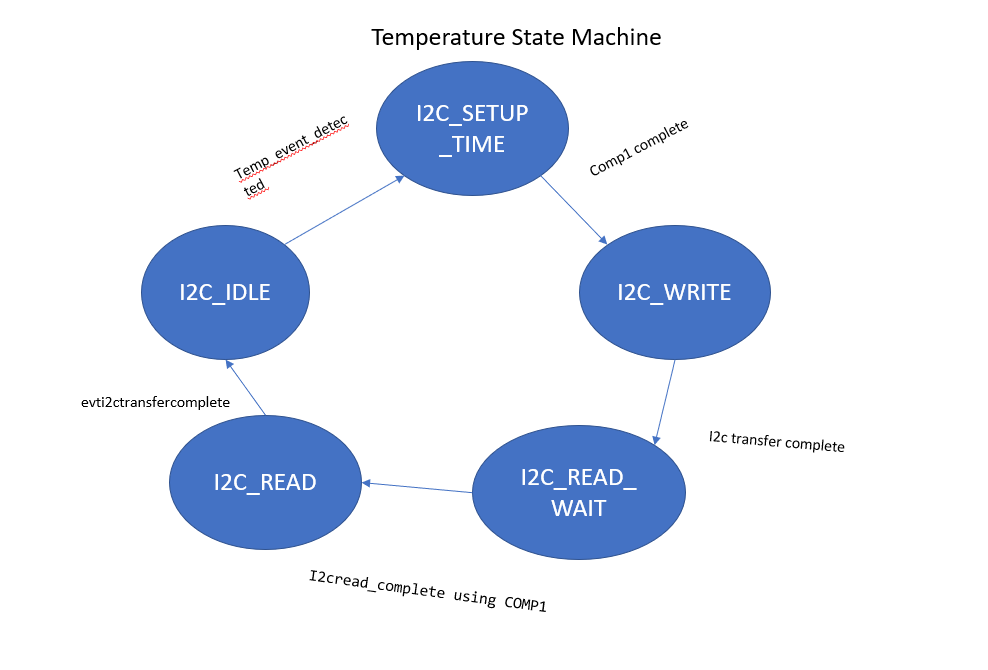 Temperature State Machine
I2C_SETUP
_TIME
Temp_event_detec
ted
Comp1 complete
I2C_IDLE
I2C_WRITE
evti2ctransfercomplete
I2c transfer complete
I2C_READ
I2C_READ_
WAIT
I2cread_complete using COMP1